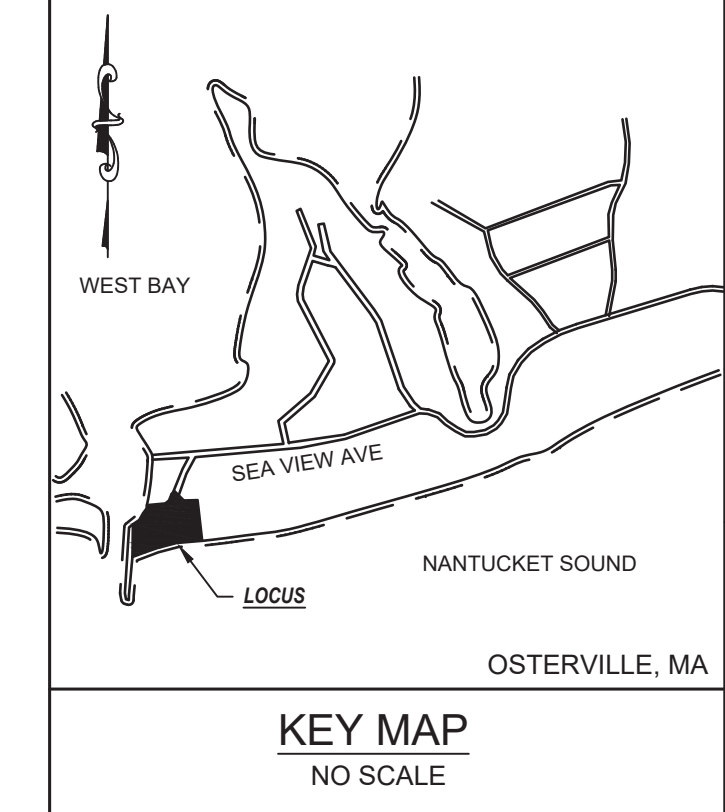 WEST BAY
SEA VIEW AVE
NANTUCKET SOUND
LOCUS
OSTERVILLE, MA
KEY MAP
NO SCALE